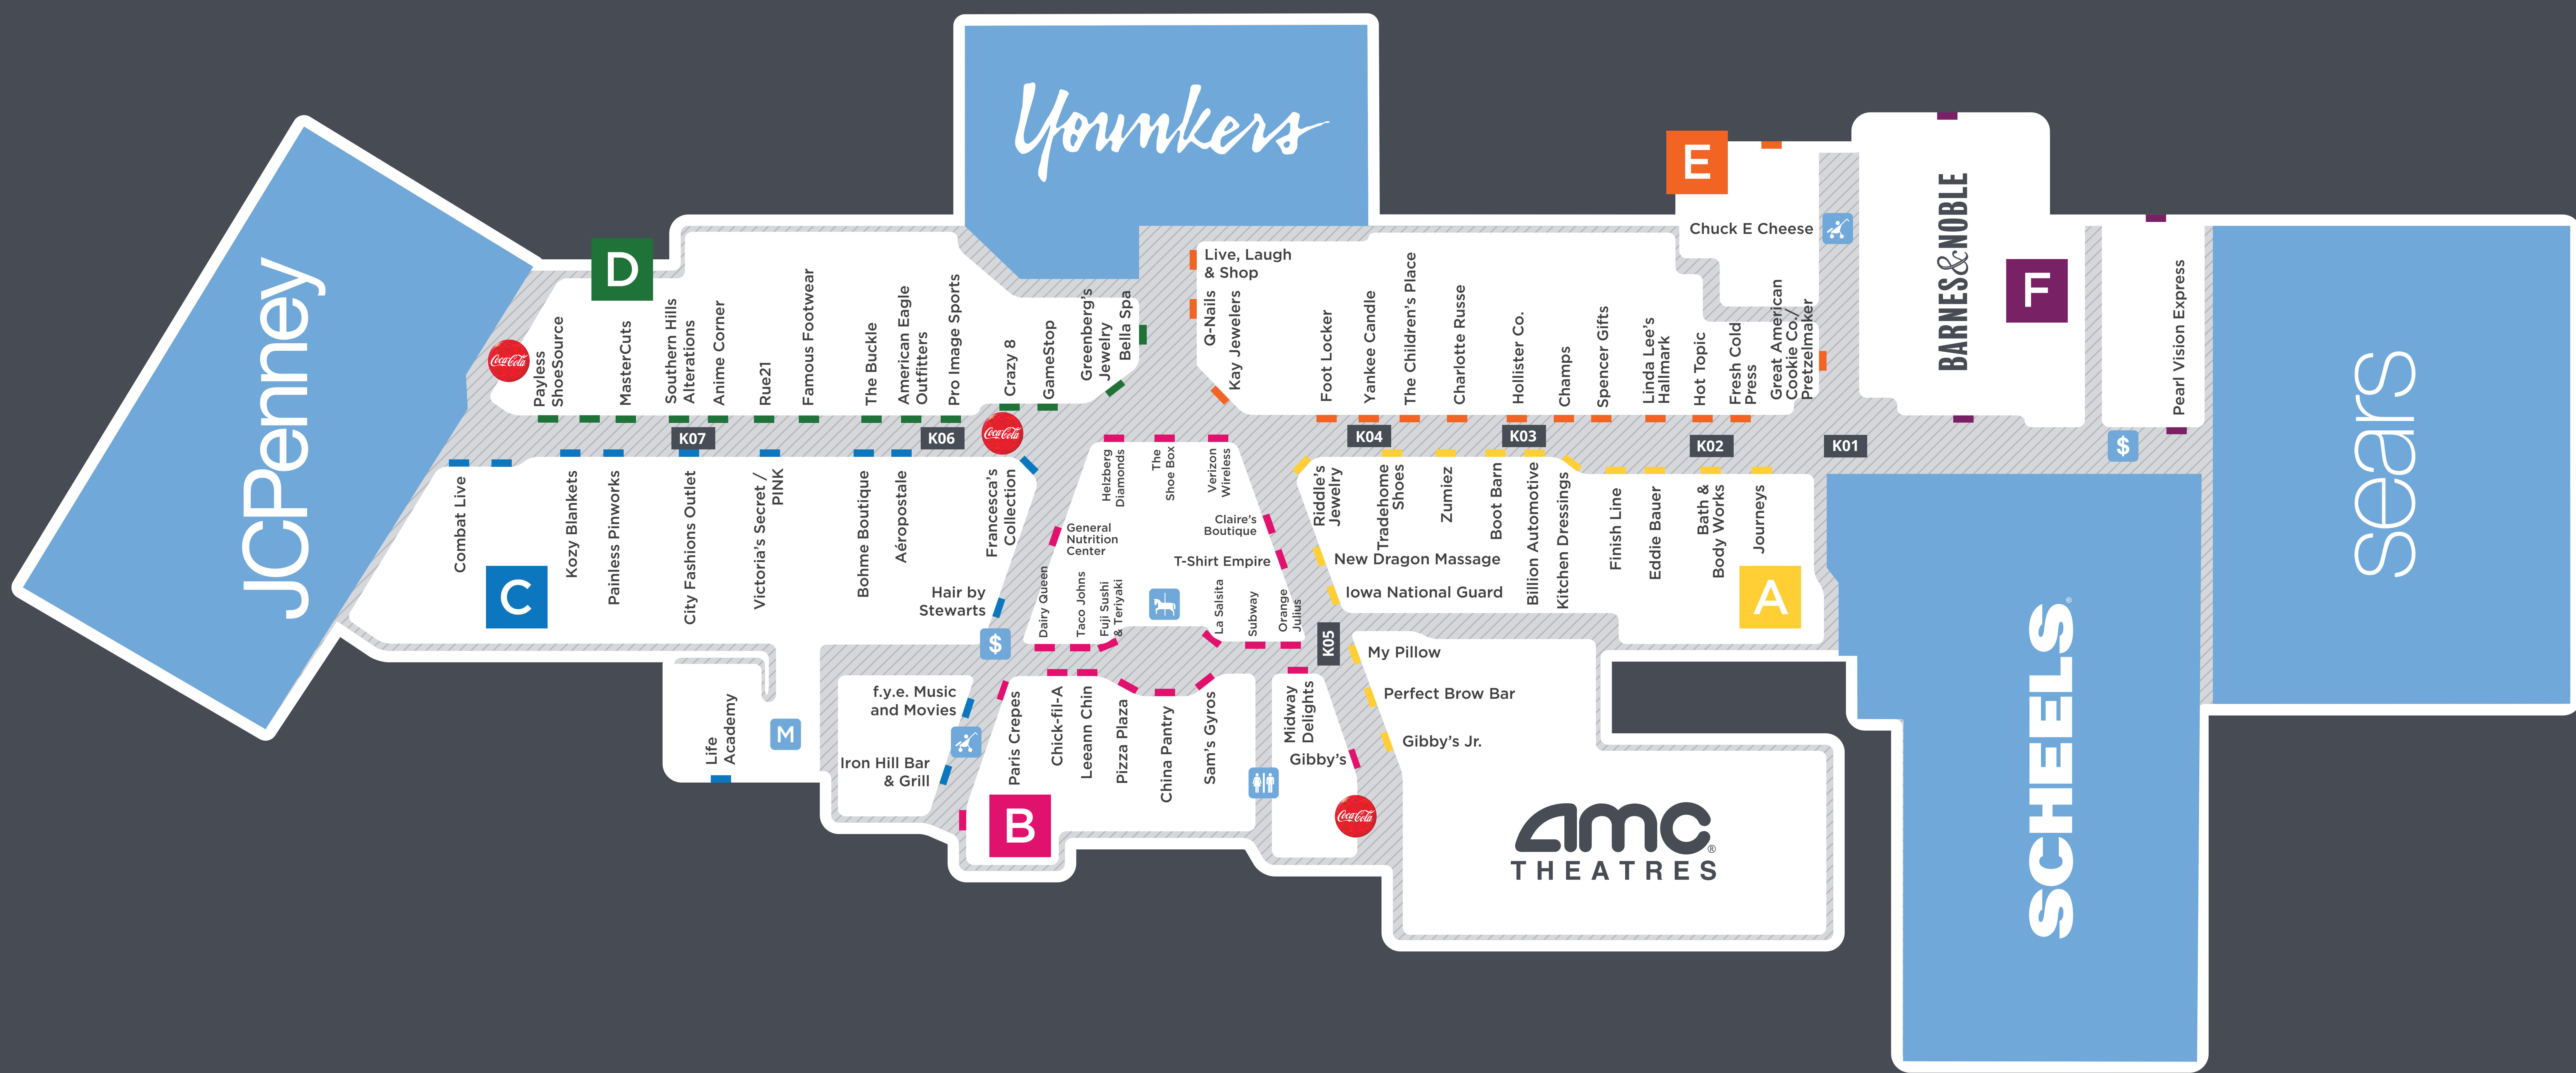 Younkers
JCPenney
D
Payless
ShoeSource
MasterCuts
Southern Hills
Alterations
Anime Corner
Rue21
Famous Footwear
The Buckle
American Eagle
Outfitters
Pro Image Sports
Crazy 8
GameStop
Greenberg's
Jewelry
Bella Spa
Coca-Cola
K07
K06
Coca-Cola
Live, Laugh
& Shop
Q-Nails
Kay Jewelers
Foot Locker
Yankee Candle
The Children's Place
Charlotte Russe
Hollister Co.
Champs
Spencer Gifts
Linda Lee's
Hallmark
Hot Topic
Fresh Cold
Press
Great American
Cookie Co./
Pretzelmaker
E
Chuck E Cheese
K04
K03
K02
K01
BARNES&NOBLE
F
Pearl Vision Express
$
sears
SCHEELS®
Combat Live
C
Kozy Blankets
Painless Pinworks
City Fashions Outlet
Victoria's Secret /
PINK
Bohme Boutique
Aéropostale
Francesca's
Collection
Hair by
Stewarts
$
Life
Academy
M
f.y.e. Music
and Movies
Iron Hill Bar
& Grill
Helzberg
Diamonds
The
Shoe Box
Verizon
Wireless
General
Nutrition
Center
Claire's
Boutique
T-Shirt Empire
Dairy Queen
Taco Johns
Fuji Sushi
& Teriyaki
La Salsita
Subway
Orange
Julius
K05
Paris Crepes
Chick-fil-A
Leeann Chin
Pizza Plaza
China Pantry
Sam's Gyros
B
Midway
Delights
Gibby's
Coca-Cola
Riddle's
Jewelry
Tradehome
Shoes
Zumiez
Boot Barn
Billion Automotive
Kitchen Dressings
Finish Line
Eddie Bauer
Bath &
Body Works
Journeys
New Dragon Massage
Iowa National Guard
A
My Pillow
Perfect Brow Bar
Gibby's Jr.
amc®
THEATRES